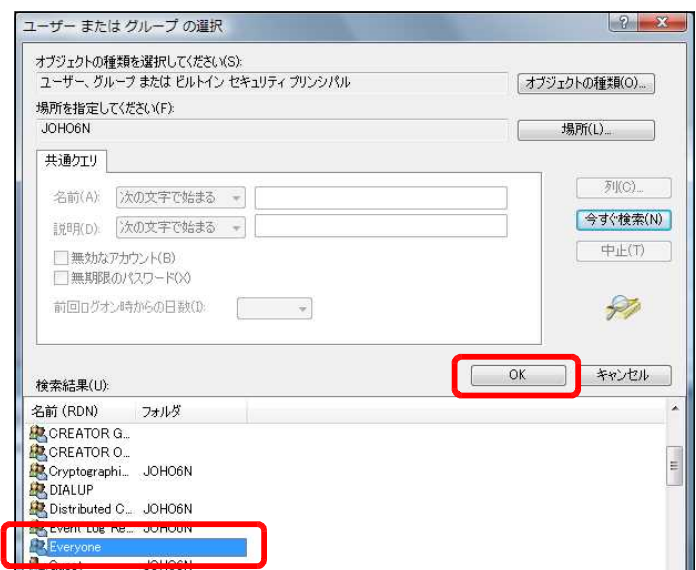 ユーザー または グループ の選択
オブジェクトの種類を選択してください(S):
ユーザー、グループ または ビルトイン セキュリティ プリンシパル
オブジェクトの種類(O)...
場所を指定してください(F):
JOHO6N
場所(L)...
共通クエリ
名前(A): 次の文字で始まる
列(C)...
説明(D): 次の文字で始まる
今すぐ検索(N)
無効なアカウント(B)
中止(T)
無期限のパスワード(X)
前回ログオン時からの日数(I):
OK キャンセル
検索結果(U):
名前 (RDN) フォルダ
CREATOR G...
CREATOR O...
Cryptographi... JOHO6N
DIALUP
Distributed C... JOHO6N
Event Log Re... JOHO6N
Everyone
Guest JOHO6N